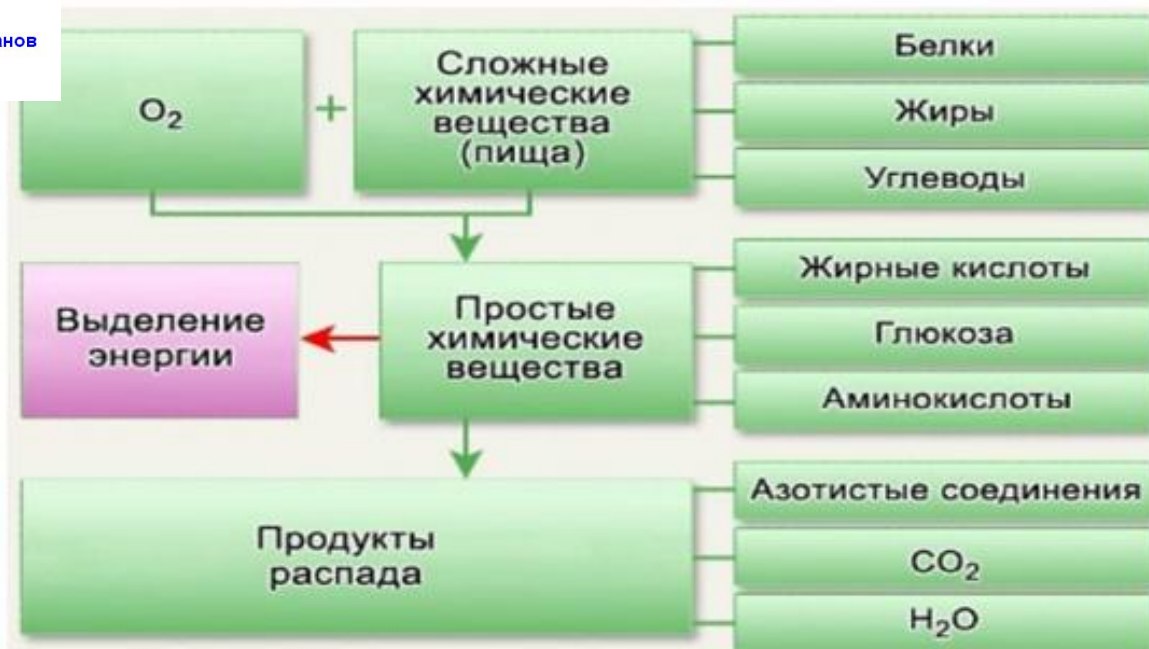 O₂
+
Сложные
химические
вещества
(пища)
Белки
Жиры
Углеводы
Выделение
энергии
Простые
химические
вещества
Жирные кислоты
Глюкоза
Аминокислоты
Продукты
распада
Азотистые соединения
CO₂
H₂O